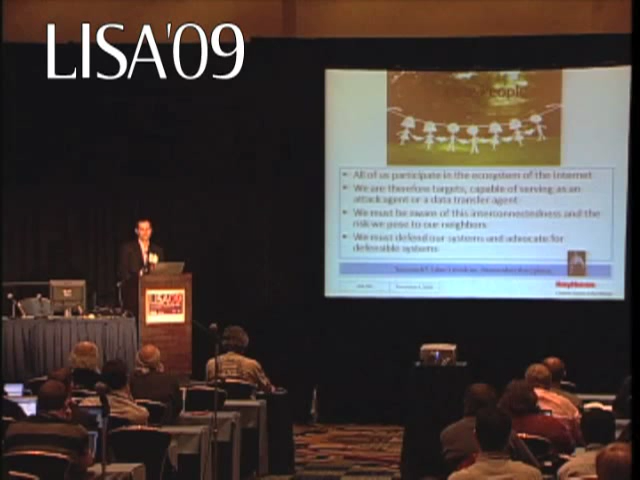 LISA'09
People
All of us participate in the ecosystem of the Internet
We are therefore targets, capable of serving as an
attack agent or a data transfer agent
We must be aware of this interconnectedness and the
risk we pose to our neighbors
We must defend our systems and advocate for
defensible systems
Raytheon
LISA'09